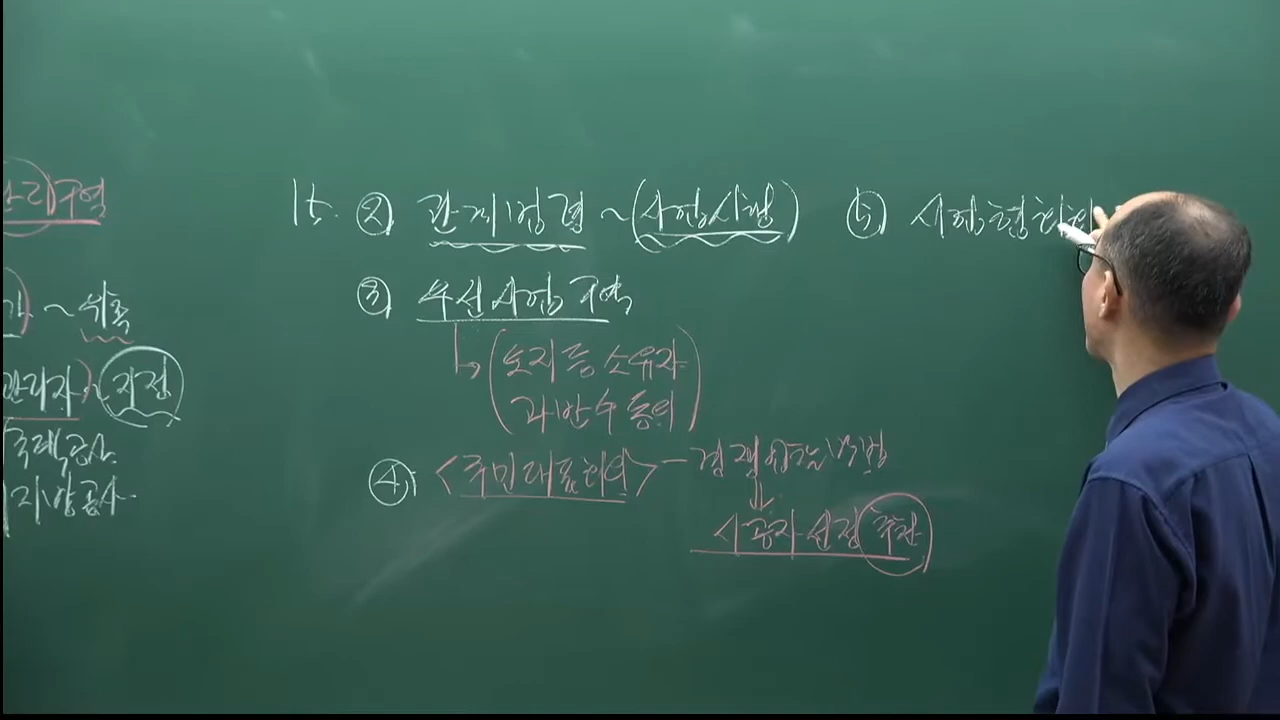 관리구역
~위촉
관리자 ~ 지정
국 공사
지방공사
15. ② 관계법령 ~ (사업시행)
③ 우선사업구역
(토지등소유자
과반수 동의)
④ <주민대표회의> - 경쟁입찰 방법
시공자 선정 추천
⑤ 사업